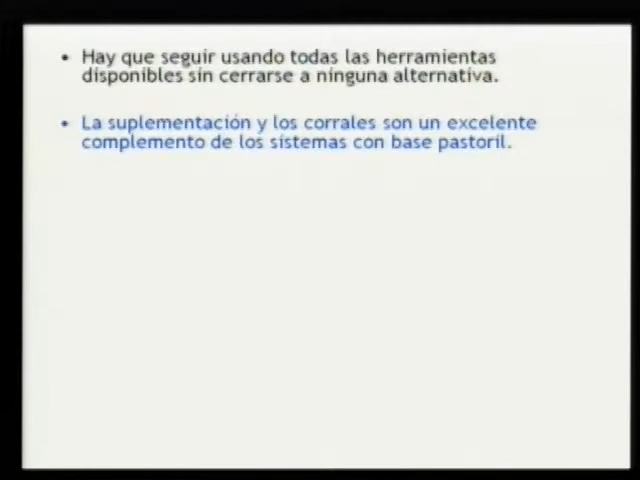 • Hay que seguir usando todas las herramientas
disponibles sin cerrarse a ninguna alternativa.
• La suplementación y los corrales son un excelente
complemento de los sistemas con base pastoril.